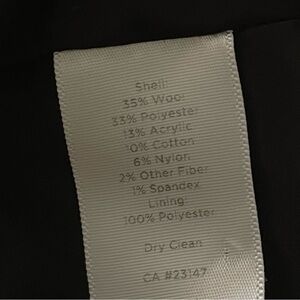 Shell:
35% Wool
33% Polyester
13% Acrylic
10% Cotton
6% Nylon
2% Other Fiber
1% Spandex
Lining:
100% Polyester
Dry Clean
CA #23147